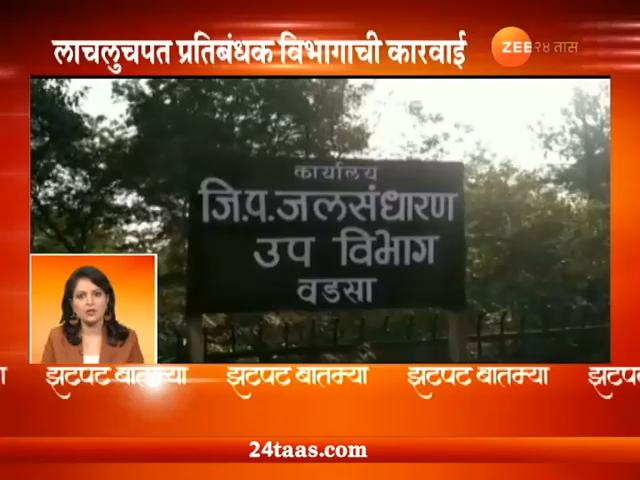 लाचलुचपत प्रतिबंधक विभागाची कारवाई
ZEE २४ तास
कार्यालय
जि.प.जलसंधारण
उप विभाग
वडसा
झटपट बातम्या झटपट बातम्या झटपट बातम्या झटपट
24taas.com